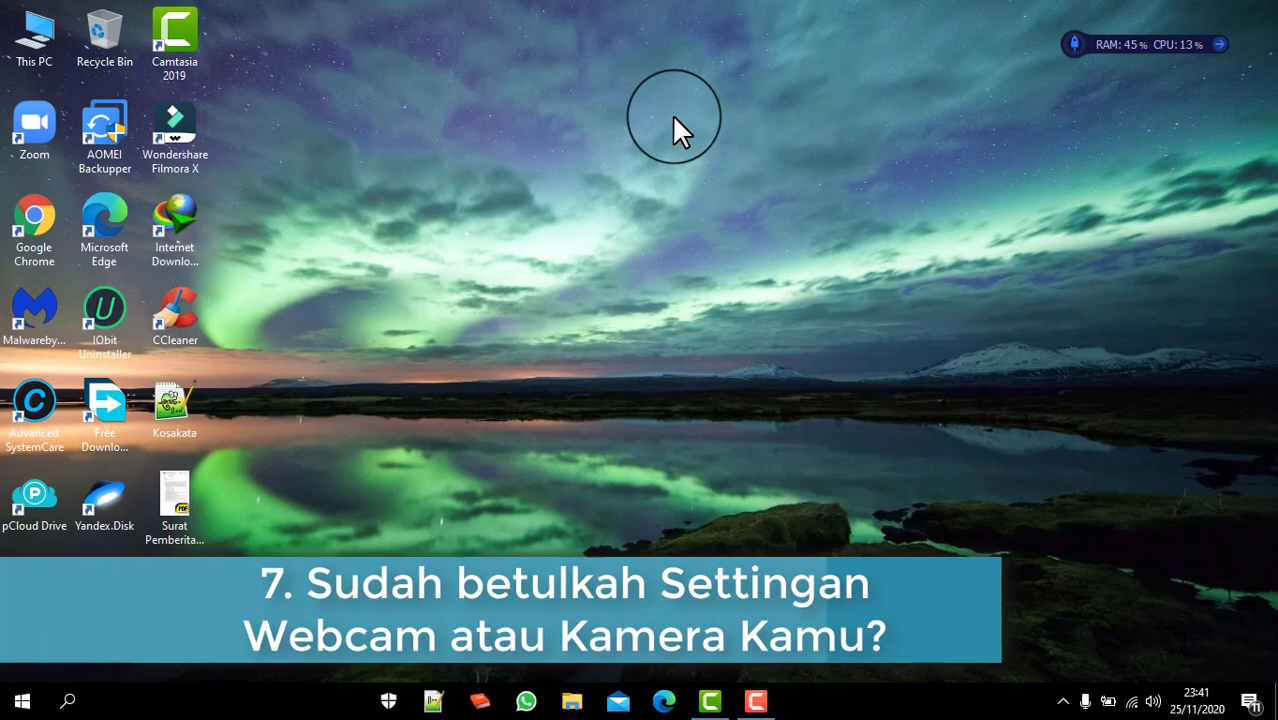 RAM: 45 % CPU: 13 %
This PC
Recycle Bin
Camtasia
2019
Zoom
AOMEI
Backupper
Wondershare
Filmora X
Google
Chrome
Microsoft
Edge
Internet
Downlo...
Malwareby...
IObit
Uninstaller
CCleaner
Advanced
SystemCare
Free
Downlo...
Kosakata
pCloud Drive
Yandex.Disk
PDF
Surat
Pemberita...
7. Sudah betulkah Settingan
Webcam atau Kamera Kamu?
23:41
25/11/2020
11